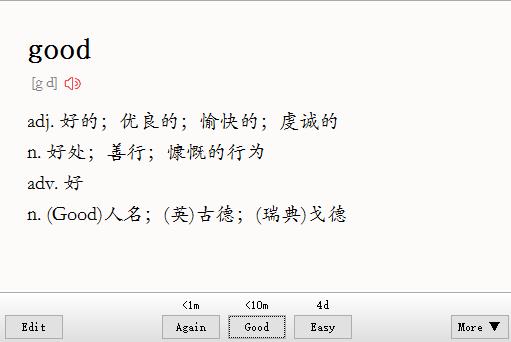 good
[g d]
adj. 好的；优良的；愉快的；虔诚的
n. 好处；善行；慷慨的行为
adv. 好
n. (Good)人名；(英)古德；(瑞典)戈德
<1m <10m 4d
Edit Again Good Easy More ▼